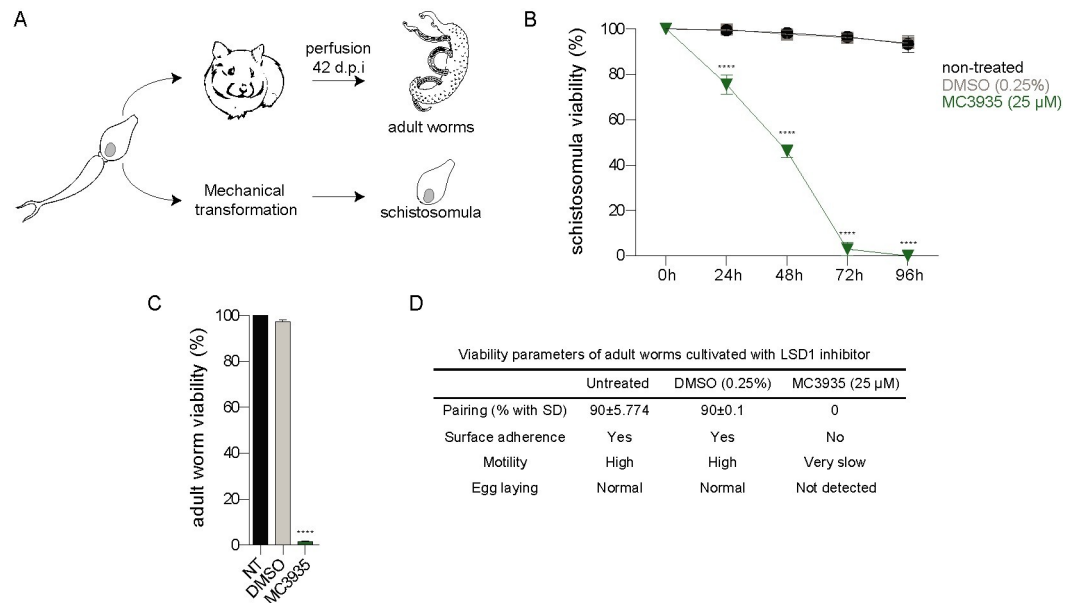 A
perfusion
42 d.p.i
adult worms
Mechanical
transformation
schistosomula
B
schistosomula viability (%)
100
80
60
40
20
0
****
****
****
****
0h 24h 48h 72h 96h
non-treated
DMSO (0.25%)
MC3935 (25 µM)
C
adult worm viability (%)
100
80
60
40
20
0
****
NT
DMSO
MC3935
D
Viability parameters of adult worms cultivated with LSD1 inhibitor
Untreated DMSO (0.25%) MC3935 (25 µM)
Pairing (% with SD) 90±5.774 90±0.1 0
Surface adherence Yes Yes No
Motility High High Very slow
Egg laying Normal Normal Not detected